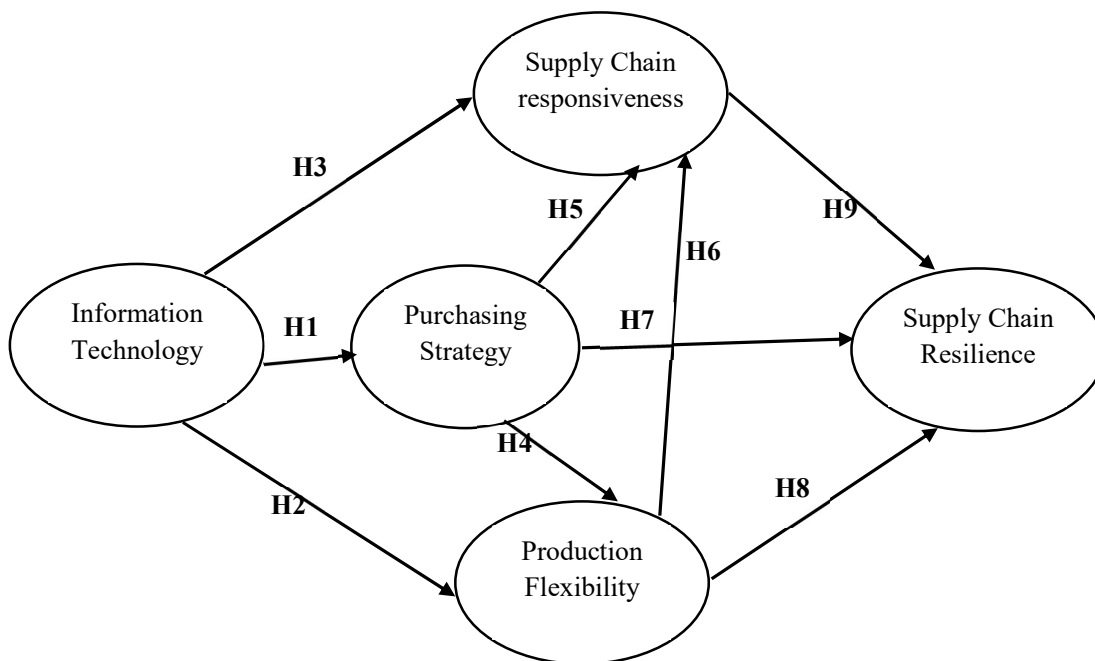 Supply Chain
responsiveness
H3
H5
H9
H6
Information
Technology
H1
Purchasing
Strategy
H7
Supply Chain
Resilience
H4
H2
H8
Production
Flexibility